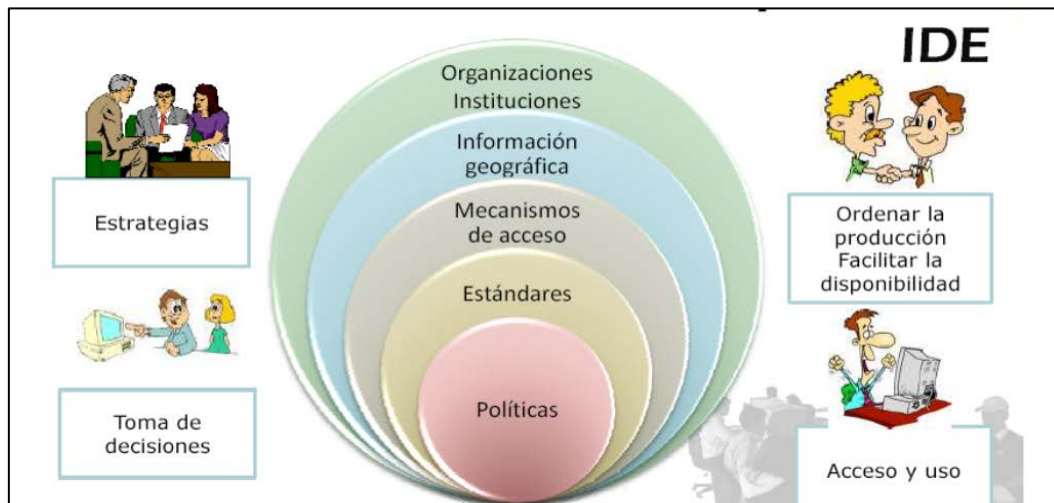 IDE
Organizaciones
Instituciones
Información
geográfica
Mecanismos
de acceso
Estándares
Políticas
Estrategias
Toma de
decisiones
Ordenar la
producción
Facilitar la
disponibilidad
Acceso y uso